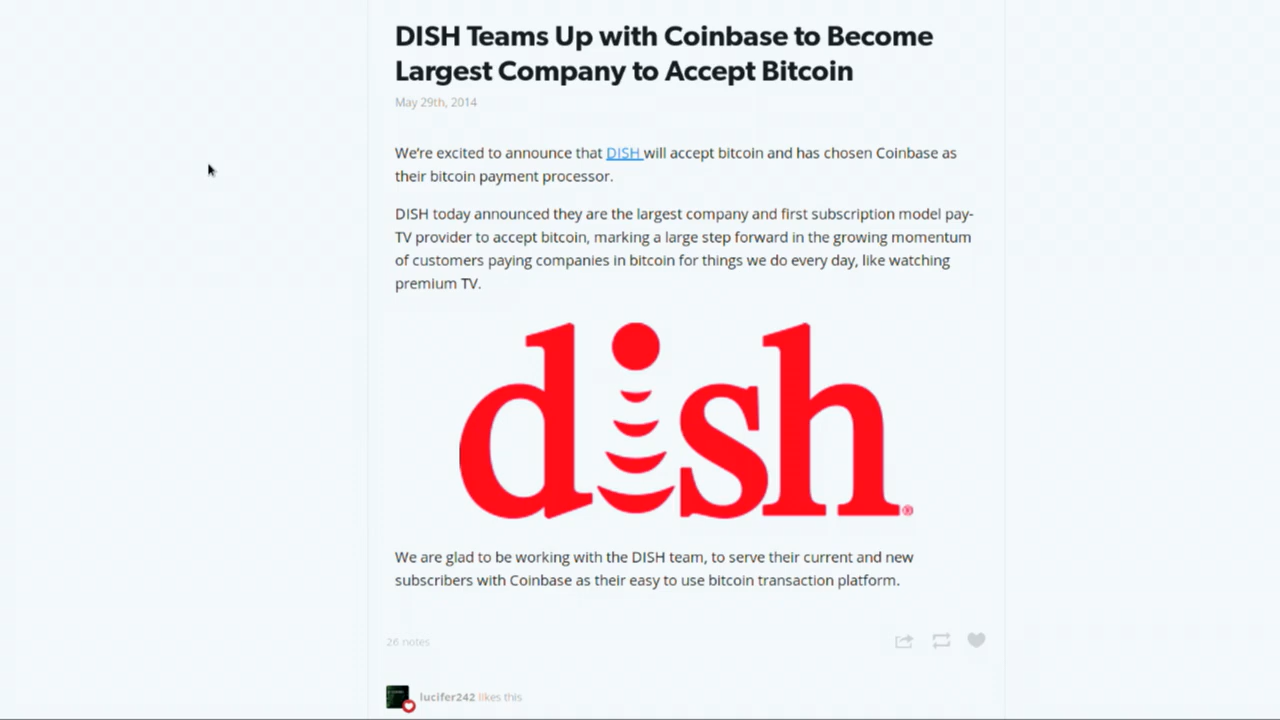 DISH Teams Up with Coinbase to Become
Largest Company to Accept Bitcoin
May 29th, 2014
We're excited to announce that DISH will accept bitcoin and has chosen Coinbase as
their bitcoin payment processor.
DISH today announced they are the largest company and first subscription model pay-
TV provider to accept bitcoin, marking a large step forward in the growing momentum
of customers paying companies in bitcoin for things we do every day, like watching
premium TV.
dish®
We are glad to be working with the DISH team, to serve their current and new
subscribers with Coinbase as their easy to use bitcoin transaction platform.
26 notes
lucifer242 likes this